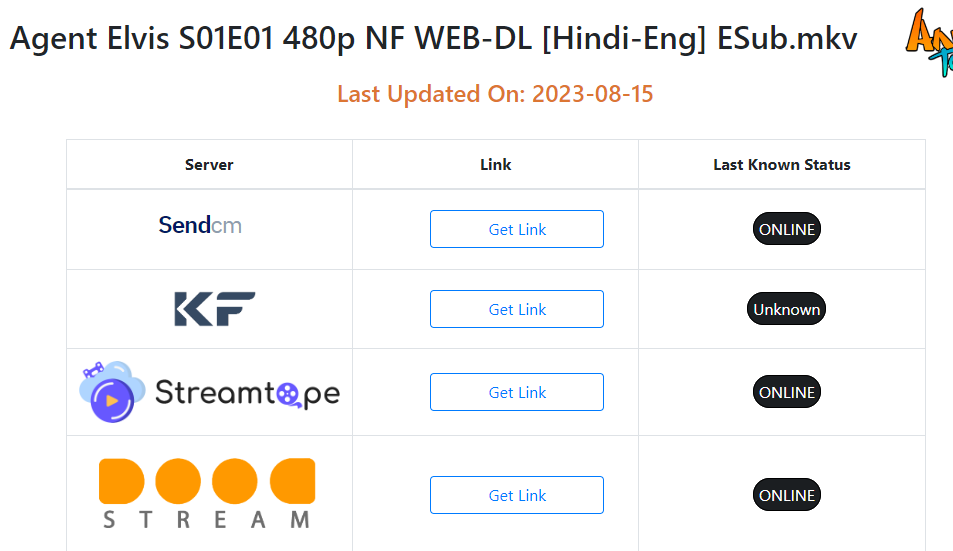 Agent Elvis S01E01 480p NF WEB-DL [Hindi-Eng] ESub.mkv
Last Updated On: 2023-08-15
Server Link Last Known Status
Sendcm Get Link ONLINE
KF Get Link Unknown
Streamtape Get Link ONLINE
DOOD
STREAM Get Link ONLINE